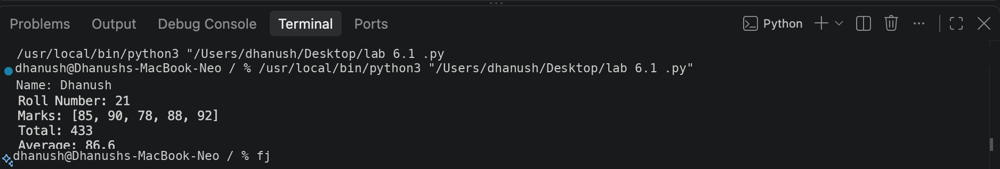 Problems Output Debug Console Terminal Ports Python
/usr/local/bin/python3 "/Users/dhanush/Desktop/lab 6.1 .py
dhanush@Dhanushs-MacBook-Neo / % /usr/local/bin/python3 "/Users/dhanush/Desktop/lab 6.1 .py"
Name: Dhanush
Roll Number: 21
Marks: [85, 90, 78, 88, 92]
Total: 433
Average: 86.6
dhanush@Dhanushs-MacBook-Neo / % fj